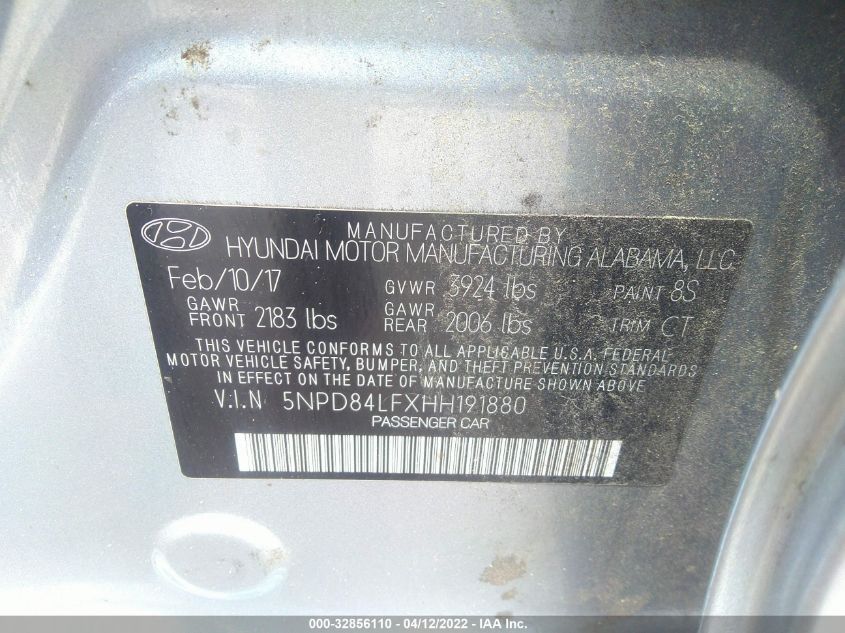 MANUFACTURED BY
HYUNDAI MOTOR MANUFACTURING ALABAMA, LLC
Feb/10/17 GVWR 3924 lbs PAINT 8S
GAWR FRONT 2183 lbs GAWR REAR 2006 lbs TRIM CT
THIS VEHICLE CONFORMS TO ALL APPLICABLE U.S.A. FEDERAL
MOTOR VEHICLE SAFETY, BUMPER, AND THEFT PREVENTION STANDARDS
IN EFFECT ON THE DATE OF MANUFACTURE SHOWN ABOVE
V.I.N 5NPD84LFXHH191880
PASSENGER CAR
000-32856110 - 04/12/2022 - IAA Inc.